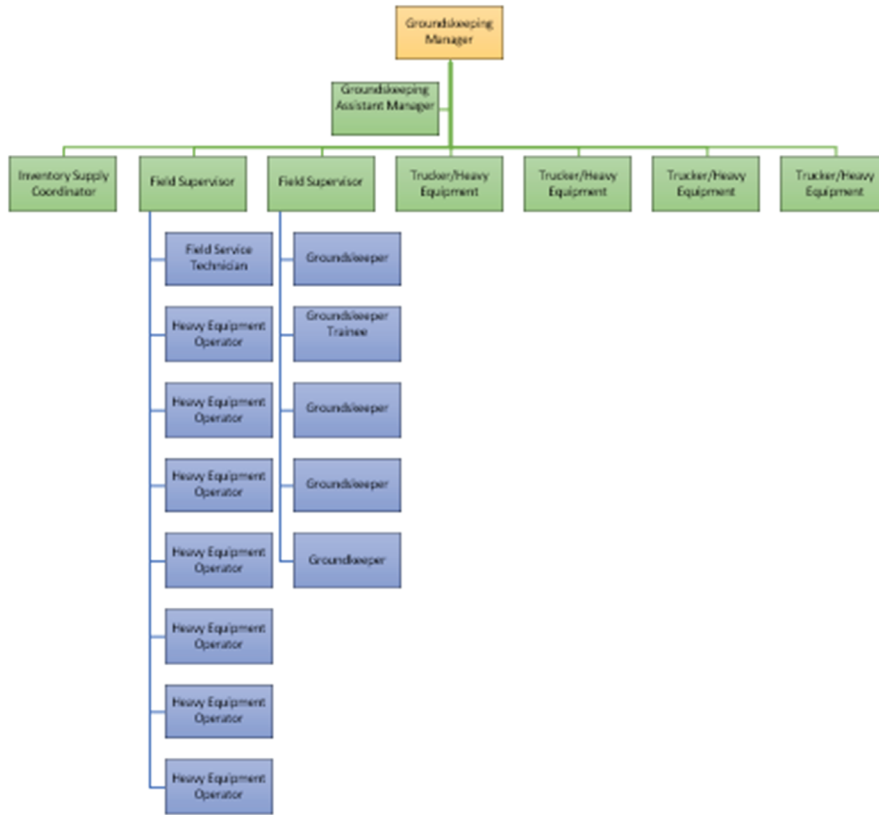 Groundskeeping
Manager
Groundskeeping
Assistant Manager
Inventory Supply
Coordinator
Field Supervisor
Field Supervisor
Trucker/Heavy
Equipment
Trucker/Heavy
Equipment
Trucker/Heavy
Equipment
Trucker/Heavy
Equipment
Field Service
Technician
Heavy Equipment
Operator
Heavy Equipment
Operator
Heavy Equipment
Operator
Heavy Equipment
Operator
Heavy Equipment
Operator
Heavy Equipment
Operator
Heavy Equipment
Operator
Groundskeeper
Groundskeeper
Trainee
Groundskeeper
Groundskeeper
Groundkeeper